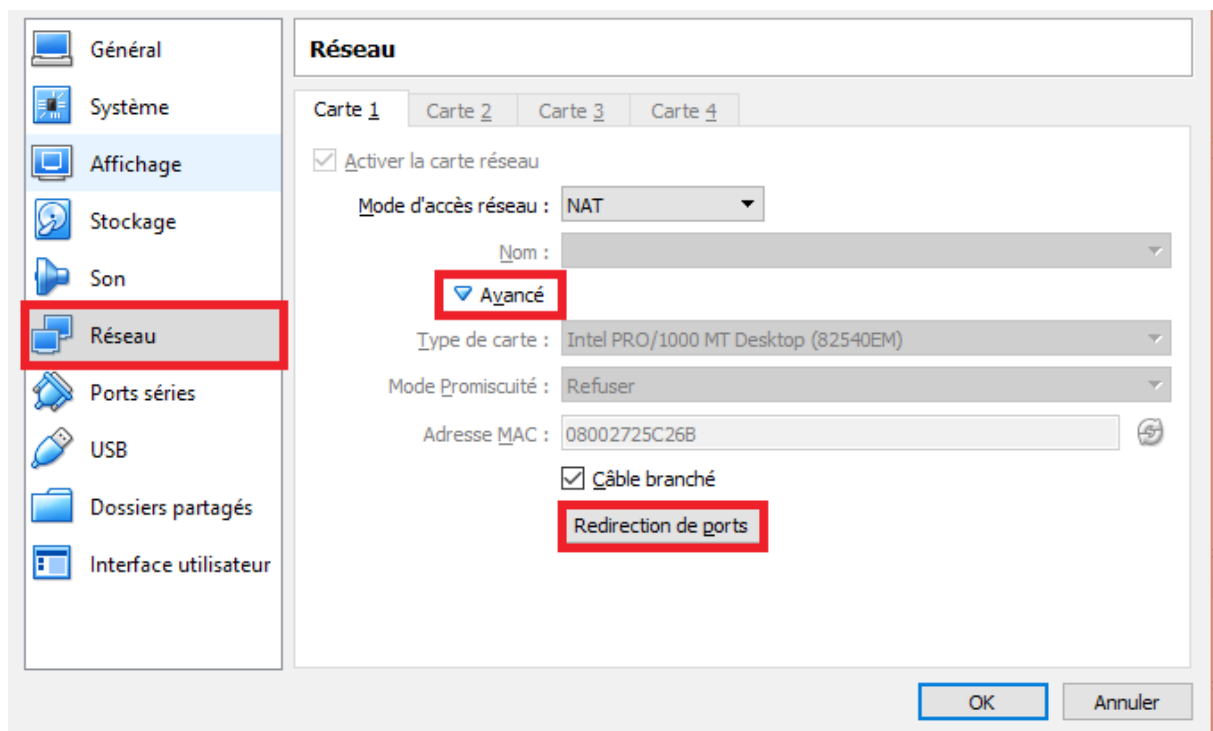 Général
Système
Affichage
Stockage
Son
Réseau
Ports séries
USB
Dossiers partagés
Interface utilisateur
Réseau
Carte 1 Carte 2 Carte 3 Carte 4
Activer la carte réseau
Mode d'accès réseau : NAT
Nom :
Avancé
Type de carte : Intel PRO/1000 MT Desktop (82540EM)
Mode Promiscuité : Refuser
Adresse MAC : 08002725C26B
Câble branché
Redirection de ports
OK Annuler